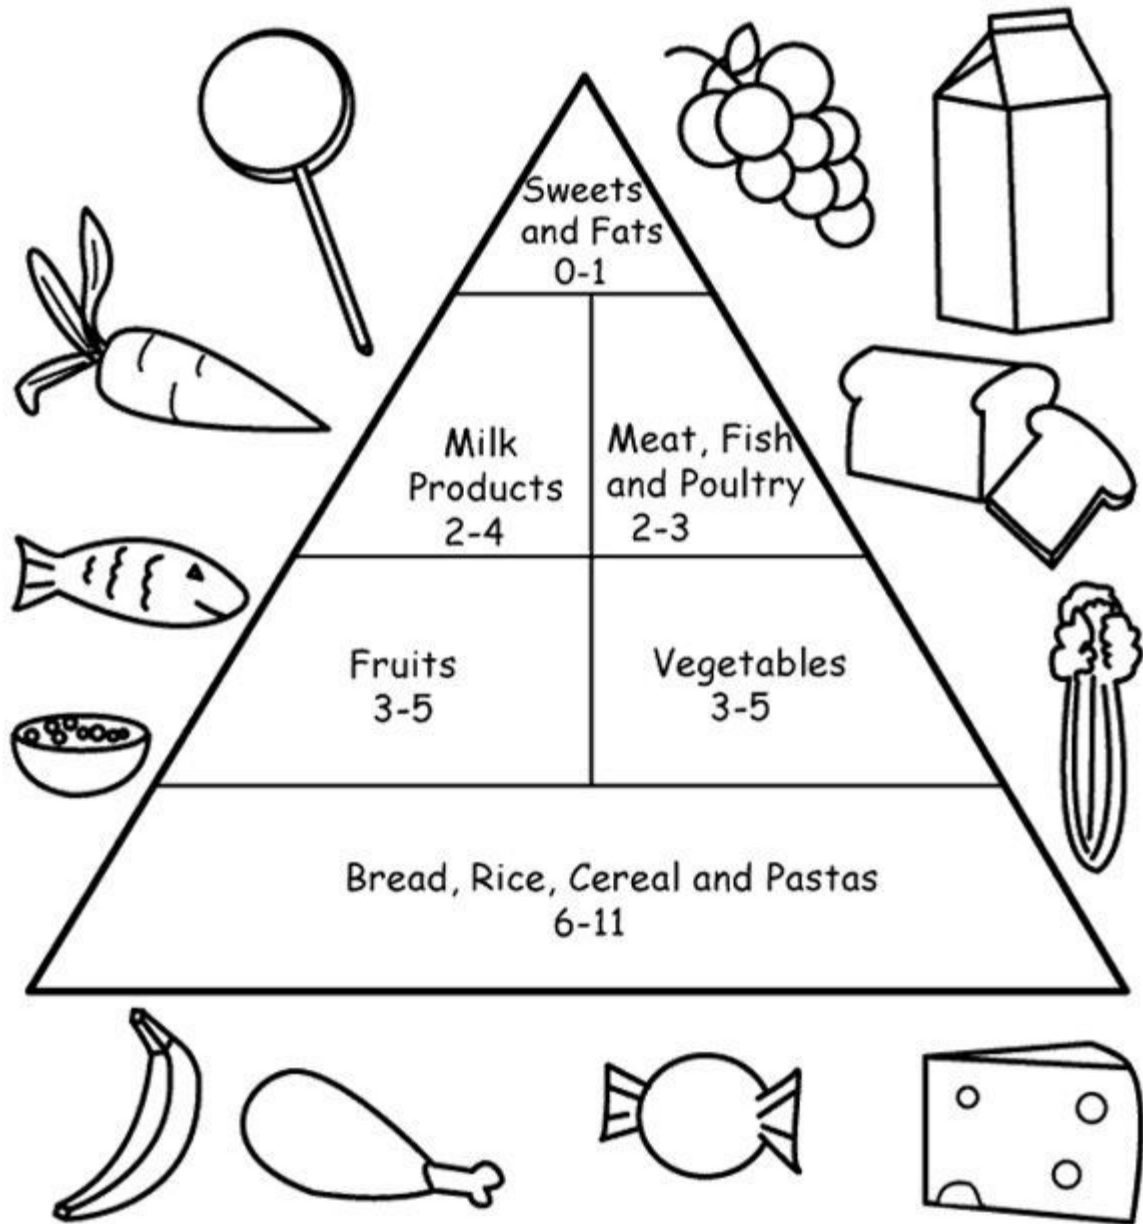 Sweets
and Fats
0-1
Milk
Products
2-4
Meat, Fish
and Poultry
2-3
Fruits
3-5
Vegetables
3-5
Bread, Rice, Cereal and Pastas
6-11